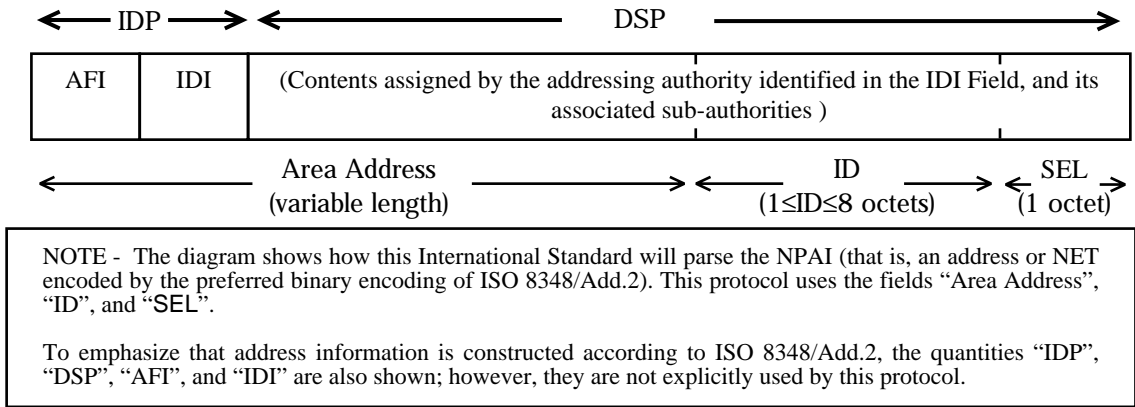 IDP DSP
AFI IDI (Contents assigned by the addressing authority identified in the IDI Field, and its
associated sub-authorities )
Area Address ID SEL
(variable length) (1≤ID≤8 octets) (1 octet)
NOTE - The diagram shows how this International Standard will parse the NPAI (that is, an address or NET
encoded by the preferred binary encoding of ISO 8348/Add.2). This protocol uses the fields “Area Address”,
“ID”, and “SEL”.
To emphasize that address information is constructed according to ISO 8348/Add.2, the quantities “IDP”,
“DSP”, “AFI”, and “IDI” are also shown; however, they are not explicitly used by this protocol.